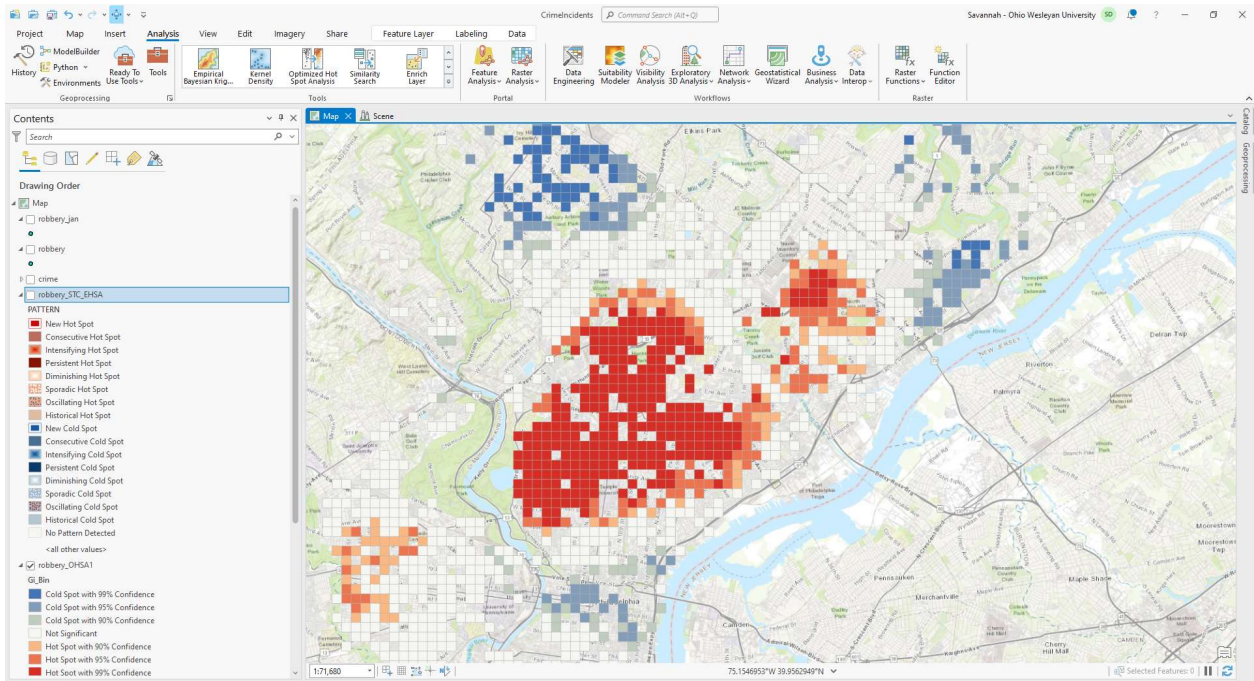 CrimeIncidents
Command Search (Alt+Q)
Savannah - Ohio Wesleyan University
SD
?
Project Map Insert Analysis View Edit Imagery Share Feature Layer Labeling Data
History
ModelBuilder
Python
Environments
Ready To Use Tools
Tools
Geoprocessing
Empirical Bayesian Krig...
Kernel Density
Optimized Hot Spot Analysis
Similarity Search
Enrich Layer
Tools
Feature Analysis
Raster Analysis
Portal
Data Engineering
Suitability Modeler
Visibility Analysis
Exploratory 3D Analysis
Network Analysis
Geostatistical Wizard
Business Analysis
Data Interop
Workflows
Raster Functions
Function Editor
Raster
Contents
Search
Drawing Order
Map
robbery_jan
robbery
crime
robbery_STC_EHSA
PATTERN
New Hot Spot
Consecutive Hot Spot
Intensifying Hot Spot
Persistent Hot Spot
Diminishing Hot Spot
Sporadic Hot Spot
Oscillating Hot Spot
Historical Hot Spot
New Cold Spot
Consecutive Cold Spot
Intensifying Cold Spot
Persistent Cold Spot
Diminishing Cold Spot
Sporadic Cold Spot
Oscillating Cold Spot
Historical Cold Spot
No Pattern Detected
<all other values>
robbery_OHSA1
Gi_Bin
Cold Spot with 99% Confidence
Cold Spot with 95% Confidence
Cold Spot with 90% Confidence
Not Significant
Hot Spot with 90% Confidence
Hot Spot with 95% Confidence
Hot Spot with 99% Confidence
Map
Scene
Elkins Park
Philadelphia Cricket Club
Riverton
Palmyra
Delran Twp
Taylor
NEW JERSEY
Moorestown
Moorestown Twp
Pennsauken
Merchantville
Maple Shade
Camden
Cherry Hill Mall
CAMDEN
1:71,680
75.1546953°W 39.9562949°N
Selected Features: 0
Catalog
Geoprocessing